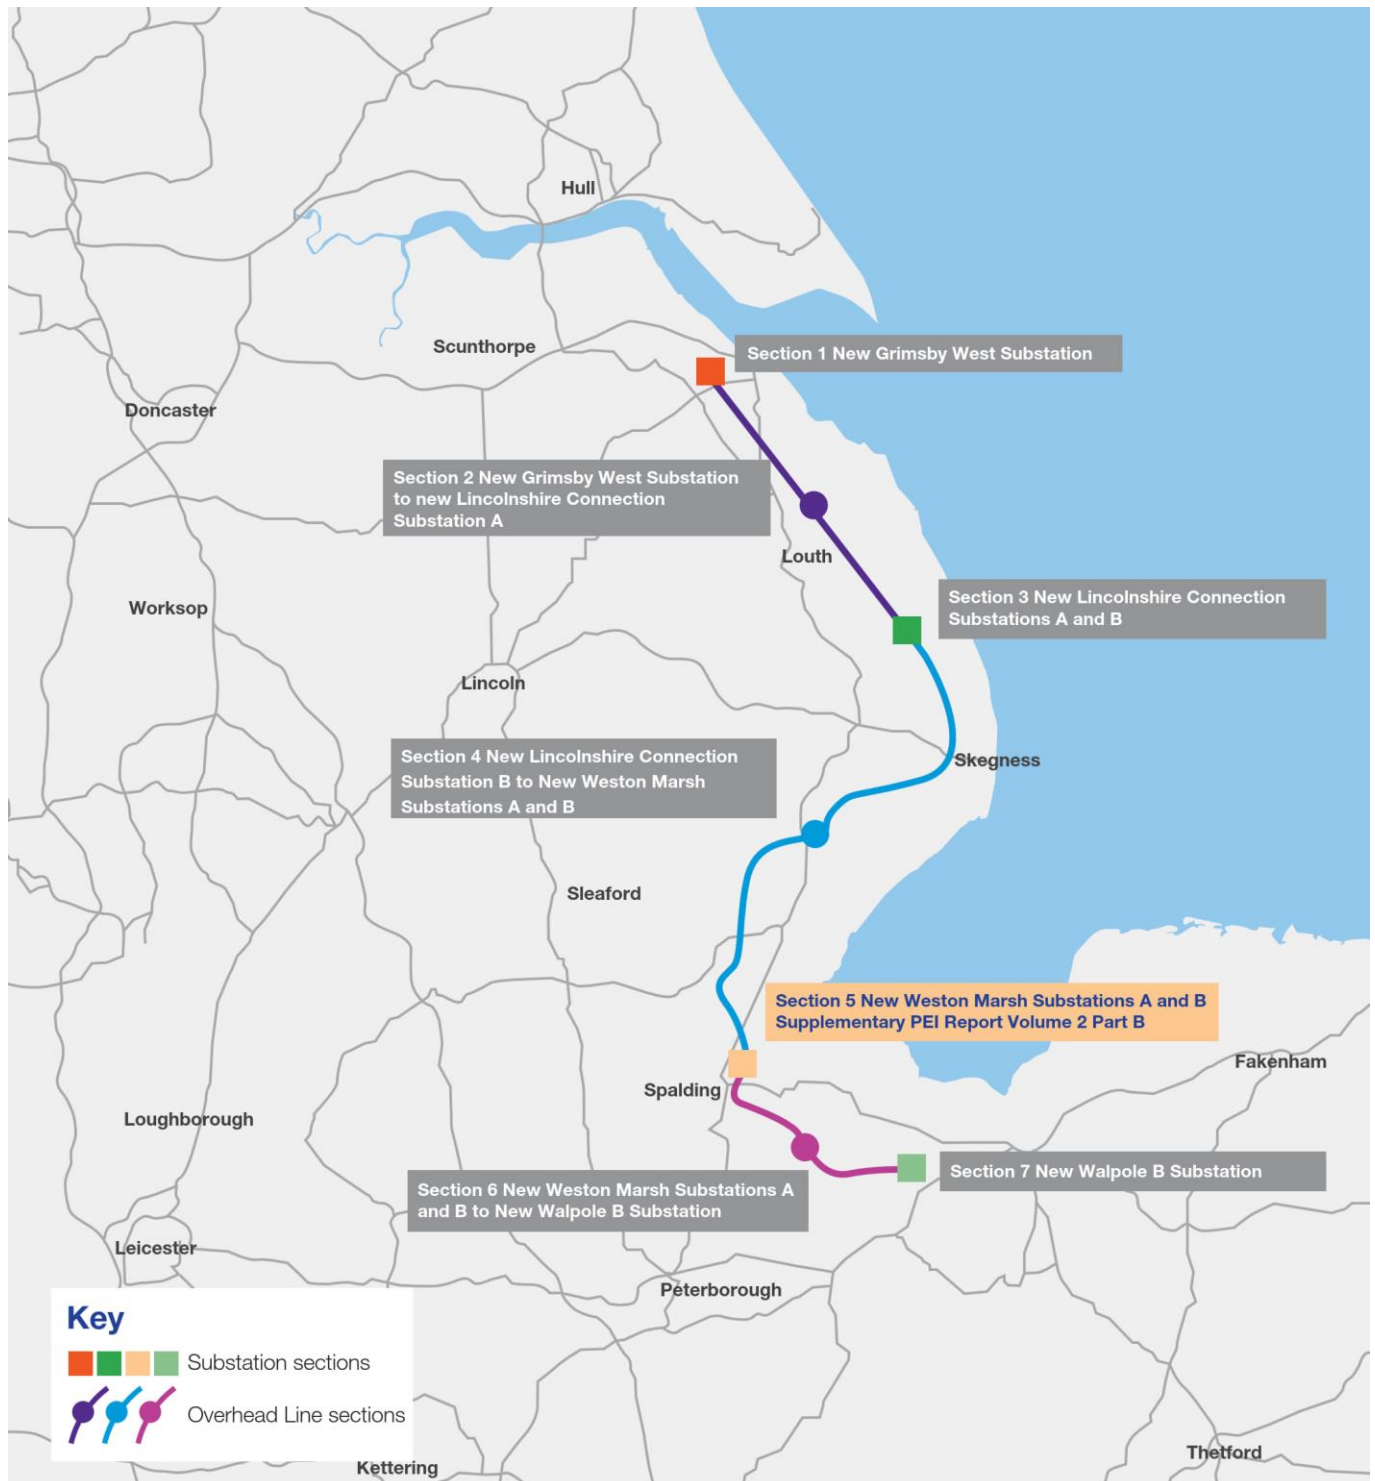 Hull
Section 1 New Grimsby West Substation
Scunthorpe
Doncaster
Section 2 New Grimsby West Substation
to new Lincolnshire Connection
Substation A
Louth
Section 3 New Lincolnshire Connection
Substations A and B
Worksop
Lincoln
Section 4 New Lincolnshire Connection
Substation B to New Weston Marsh
Substations A and B
Skegness
Sleaford
Section 5 New Weston Marsh Substations A and B
Supplementary PEI Report Volume 2 Part B
Fakenham
Spalding
Loughborough
Section 7 New Walpole B Substation
Section 6 New Weston Marsh Substations A
and B to New Walpole B Substation
Leicester
Peterborough
Key
Substation sections
Overhead Line sections
Thetford
Kettering